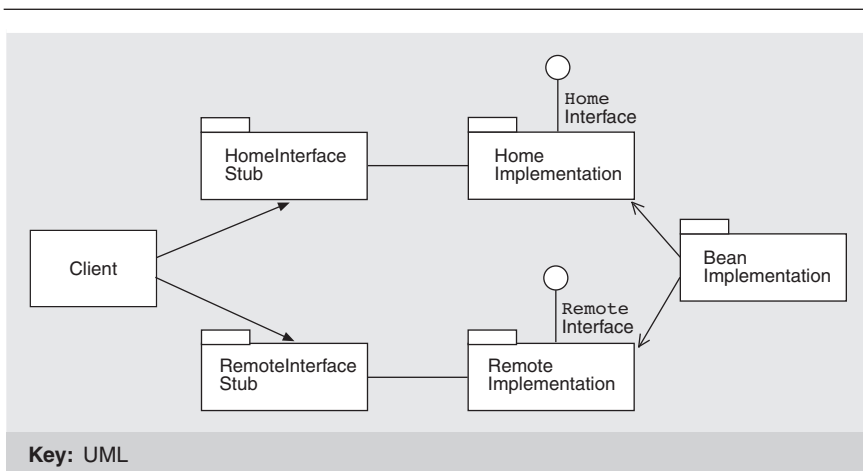 Home
Interface
HomeInterface
Stub
Home
Implementation
Client
Bean
Implementation
Remote
Interface
RemoteInterface
Stub
Remote
Implementation
Key: UML